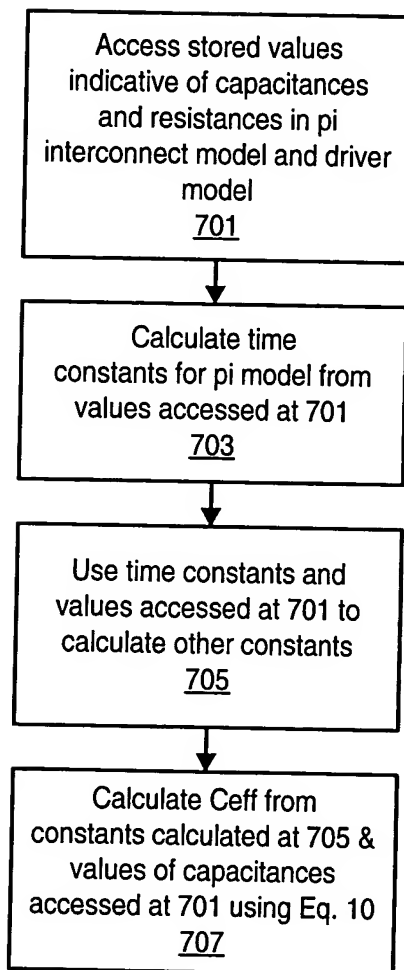 Access stored values
indicative of capacitances
and resistances in pi
interconnect model and driver
model
701
Calculate time
constants for pi model from
values accessed at 701
703
Use time constants and
values accessed at 701 to
calculate other constants
705
Calculate Ceff from
constants calculated at 705 &
values of capacitances
accessed at 701 using Eq. 10
707